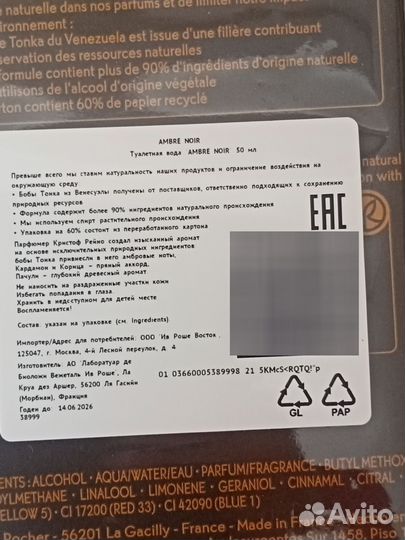 naturelle dans nos parfums et de limiter notre impact
environnement :
e Tonka du Venezuela est issue d'une filière contribuant
servation des ressources naturelles
formule contient plus de 90% d'ingrédients d'origine naturelle
utilisons de l'alcool d'origine végétale
rton contient 60% de papier recyclé
AMBRE NOIR
Туалетная вода AMBRE NOIR 50 мл
Превыше всего мы ставим натуральность наших продуктов и ограничение воздействия на
окружающую среду
• Бобы Тонка из Венесуэлы получены от поставщиков, ответственно подходящих к сохранению
природных ресурсов
• Формула содержит более 90% ингредиентов натурального происхождения
• Мы используем спирт растительного происхождения
• Упаковка на 60% состоит из переработанного картона
Парфюмер Кристоф Рейно создал изысканный аромат
на основе исключительных природных ингредиентов
Бобы Тонка привнесли в него амбровые ноты,
Кардамон и Корица – пряный аккорд,
Пачули – глубокий древесный аромат
Не наносить на раздраженные участки кожи
Избегать попадания в глаза.
Хранить в недоступном для детей месте
Воспламеняется!
Состав: указан на упаковке (см. Ingredients)
Импортер/Адрес для потребителей: ООО Ив Роше Восток,
125047, г. Москва, 4-й Лесной переулок, д. 4
Изготовитель: АО Лаборатуар де
Биоложи Вежеталь Ив Роше, Ла
Круа дез Аршер, 56200 Ля Гасийи
(Морбиан), Франция
Годен до 14.06.2026
38999
EAC
natural
on with
01 03660005389998 21 5KMcS<RQTQ!'p
GL
PAP
ENTS : ALCOHOL • AQUA/WATER/EAU • PARFUM/FRAGRANCE • BUTYL METHOX
YLMETHANE • LINALOOL • LIMONENE • GERANIOL • CINNAMAL • CITRAL •
YELLOW 5) • CI 17200 (RED 33) • CI 42090 (BLUE 1)
Rocher - 56201 La Gacilly - France
Made in
Sur 1458, Piso
Avito